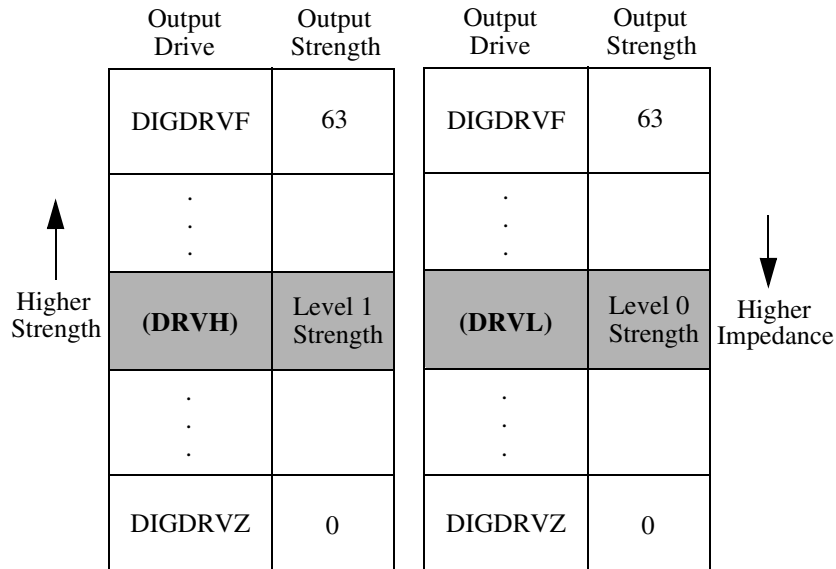 Output Drive
Output Strength
Output Drive
Output Strength
DIGDRVF
63
DIGDRVF
63
.
.
.
.
.
.
Higher Strength
(DRVH)
Level 1 Strength
(DRVL)
Level 0 Strength
Higher Impedance
.
.
.
.
.
.
DIGDRVZ
0
DIGDRVZ
0